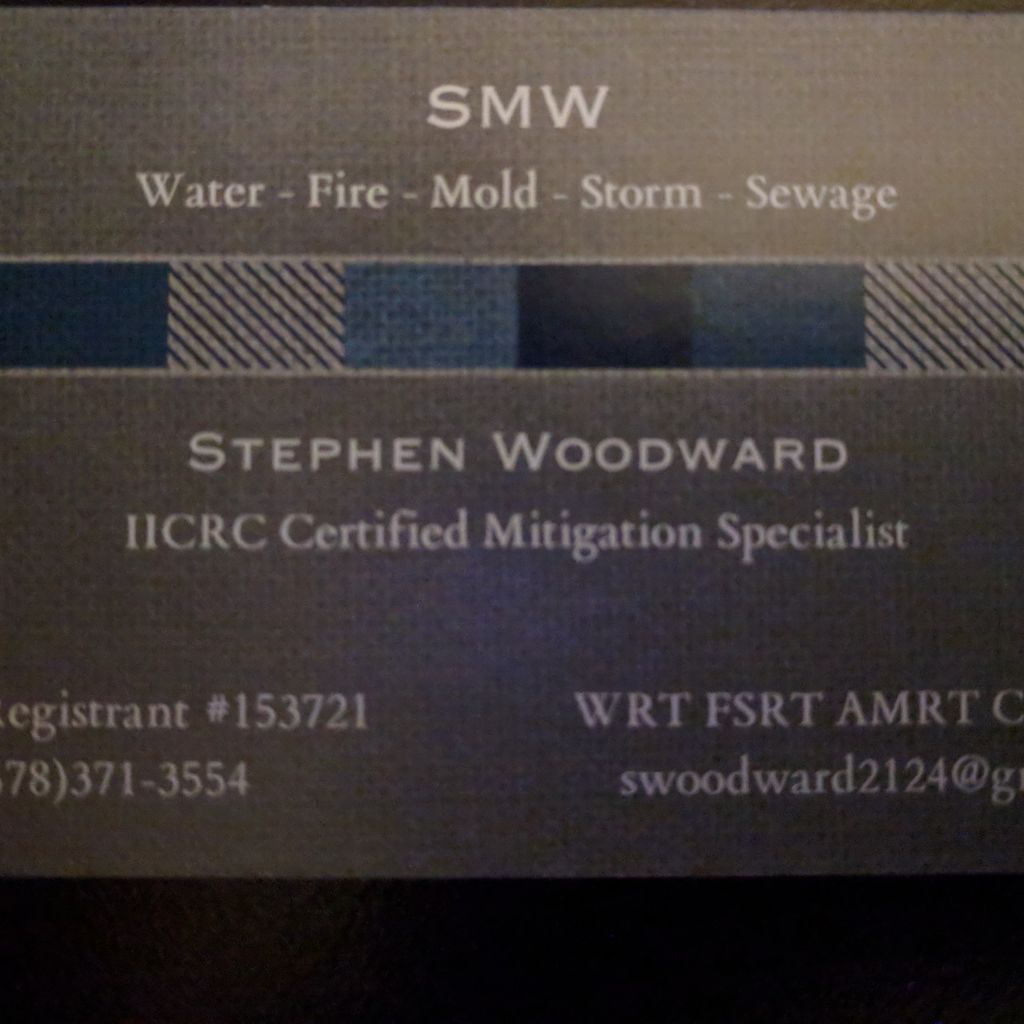 SMW
Water - Fire - Mold - Storm - Sewage
STEPHEN WOODWARD
IICRC Certified Mitigation Specialist
#153721
WRT FSRT AMRT
78)371-3554
swoodward2124@